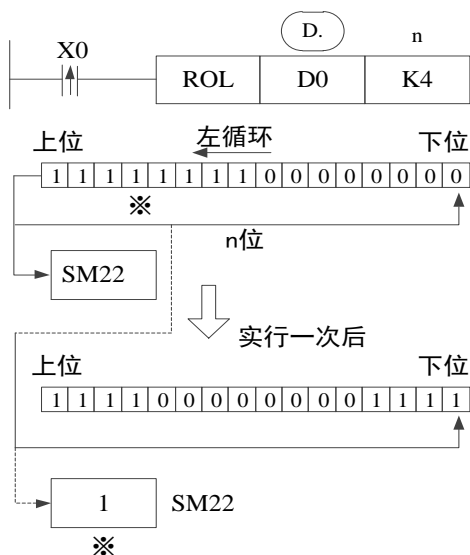 D. n
X0
ROL D0 K4
上位 左循环 下位
1 1 1 1 1 1 1 1 0 0 0 0 0 0 0 0
※
n位
SM22
实行一次后
上位 下位
1 1 1 1 0 0 0 0 0 0 0 0 1 1 1 1
1 SM22
※